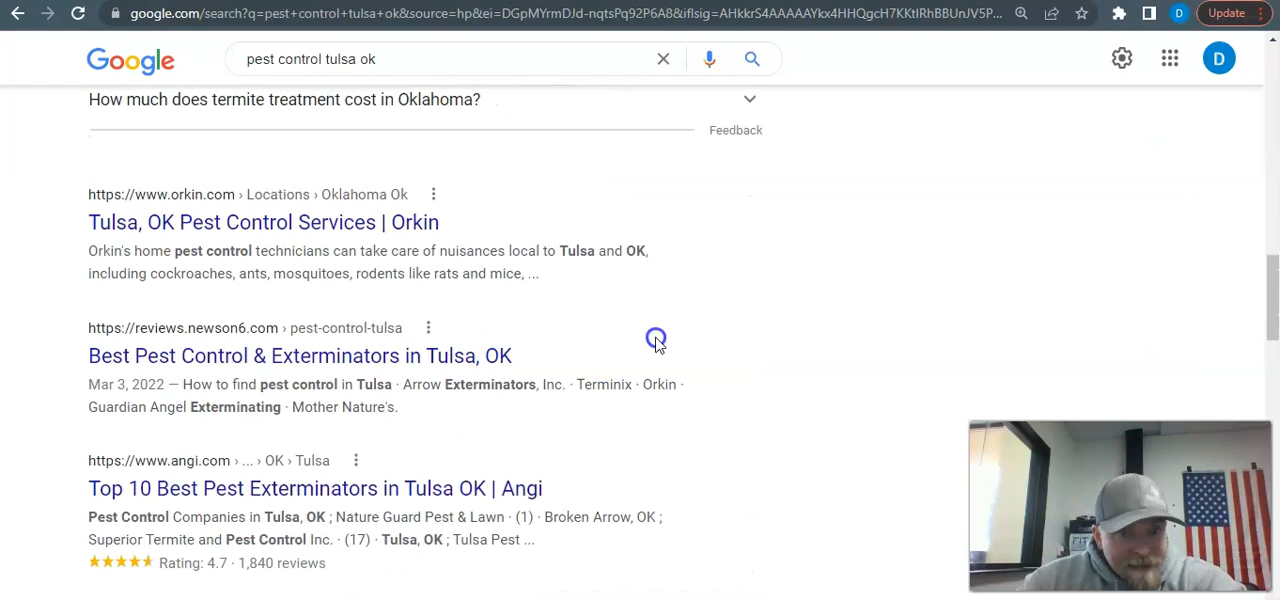 google.com/search?q=pest+control+tulsa+ok&source=hp&ei=DGpMYrmDJd-nqtsPq92P6A8&iflsig=AHkkrS4AAAAAYkx4HHQgcH7KKtlRhBBUnJV5P...
D
Update
Google
pest control tulsa ok
D
How much does termite treatment cost in Oklahoma?
Feedback
https://www.orkin.com › Locations › Oklahoma Ok
Tulsa, OK Pest Control Services | Orkin
Orkin's home pest control technicians can take care of nuisances local to Tulsa and OK,
including cockroaches, ants, mosquitoes, rodents like rats and mice, ...
https://reviews.newson6.com › pest-control-tulsa
Best Pest Control & Exterminators in Tulsa, OK
Mar 3, 2022 — How to find pest control in Tulsa · Arrow Exterminators, Inc. · Terminix · Orkin ·
Guardian Angel Exterminating · Mother Nature's.
https://www.angi.com › ... › OK › Tulsa
Top 10 Best Pest Exterminators in Tulsa OK | Angi
Pest Control Companies in Tulsa, OK ; Nature Guard Pest & Lawn · (1) · Broken Arrow, OK ;
Superior Termite and Pest Control Inc. · (17) · Tulsa, OK ; Tulsa Pest ...
Rating: 4.7 · 1,840 reviews